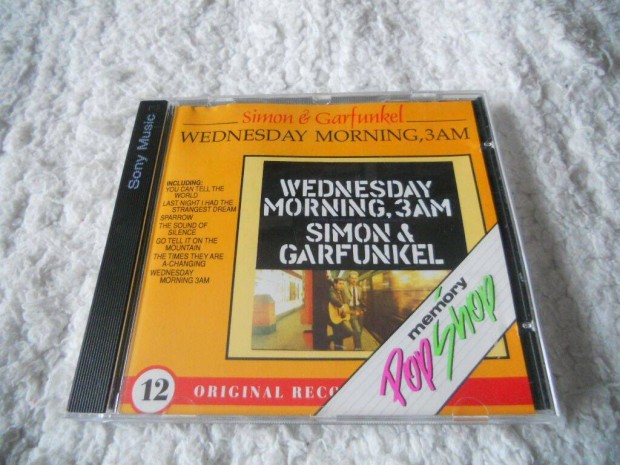 Sony Music
Simon & Garfunkel
WEDNESDAY MORNING, 3AM
INCLUDING:
YOU CAN TELL THE
WORLD
LAST NIGHT I HAD THE
STRANGEST DREAM
SPARROW
THE SOUND OF
SILENCE
GO TELL IT ON THE
MOUNTAIN
THE TIMES THEY ARE
A-CHANGING
WEDNESDAY
MORNING 3AM
WEDNESDAY
MORNING, 3AM
SIMON &
GARFUNKEL
memory
Pop Shop
12 ORIGINAL